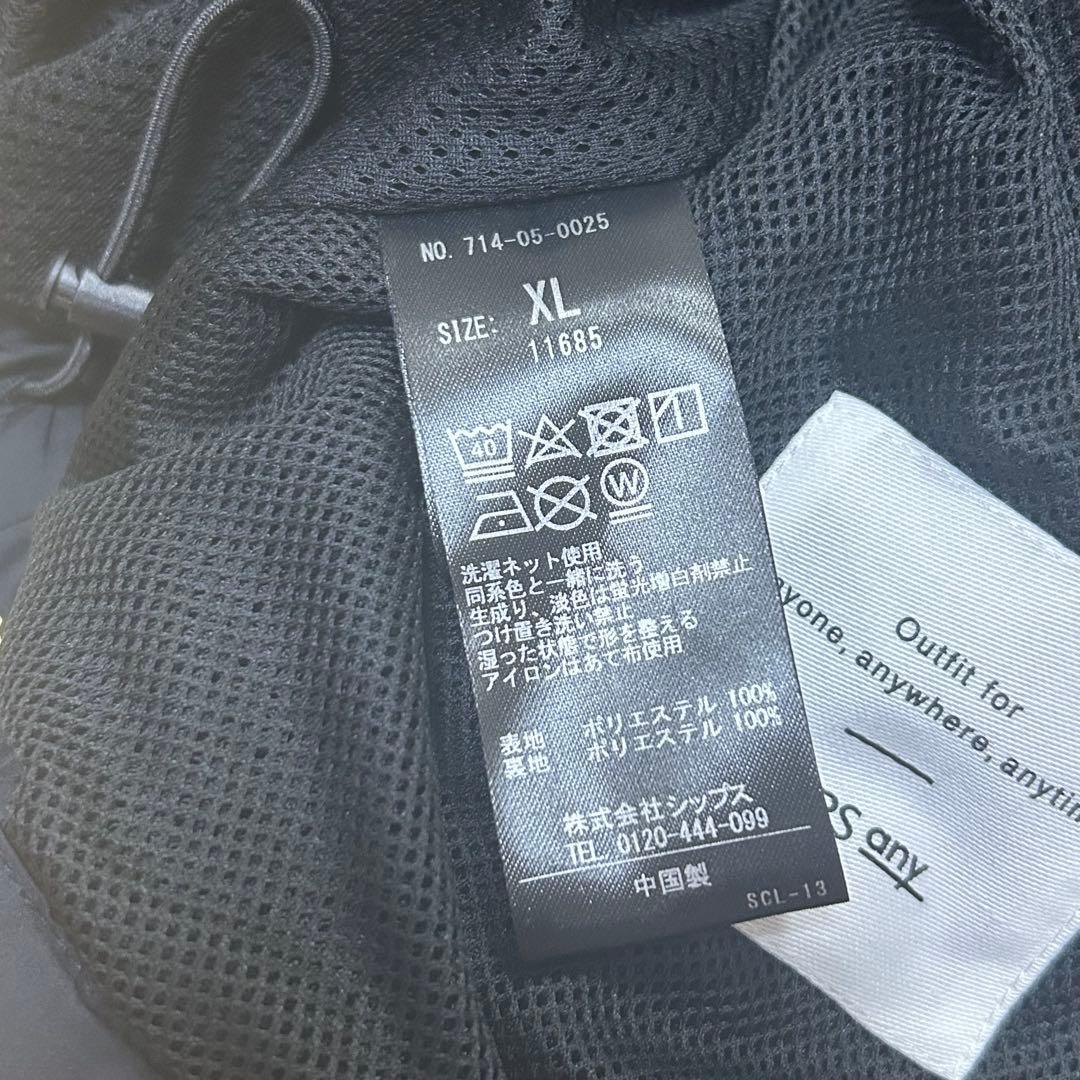 NO. 714-05-0025
SIZE: XL
11685
40
W
洗濯ネット使用
同系色と一緒に洗う
生成り、淡色は蛍光増白剤禁止
つけ置き洗い禁止
湿った状態で形を整える
アイロンはあて布使用
表地 ポリエステル 100%
裏地 ポリエステル 100%
株式会社シップス
TEL 0120-444-099
中国製
SCL-13
Outfit for
yone, anywhere, anytim
PS any